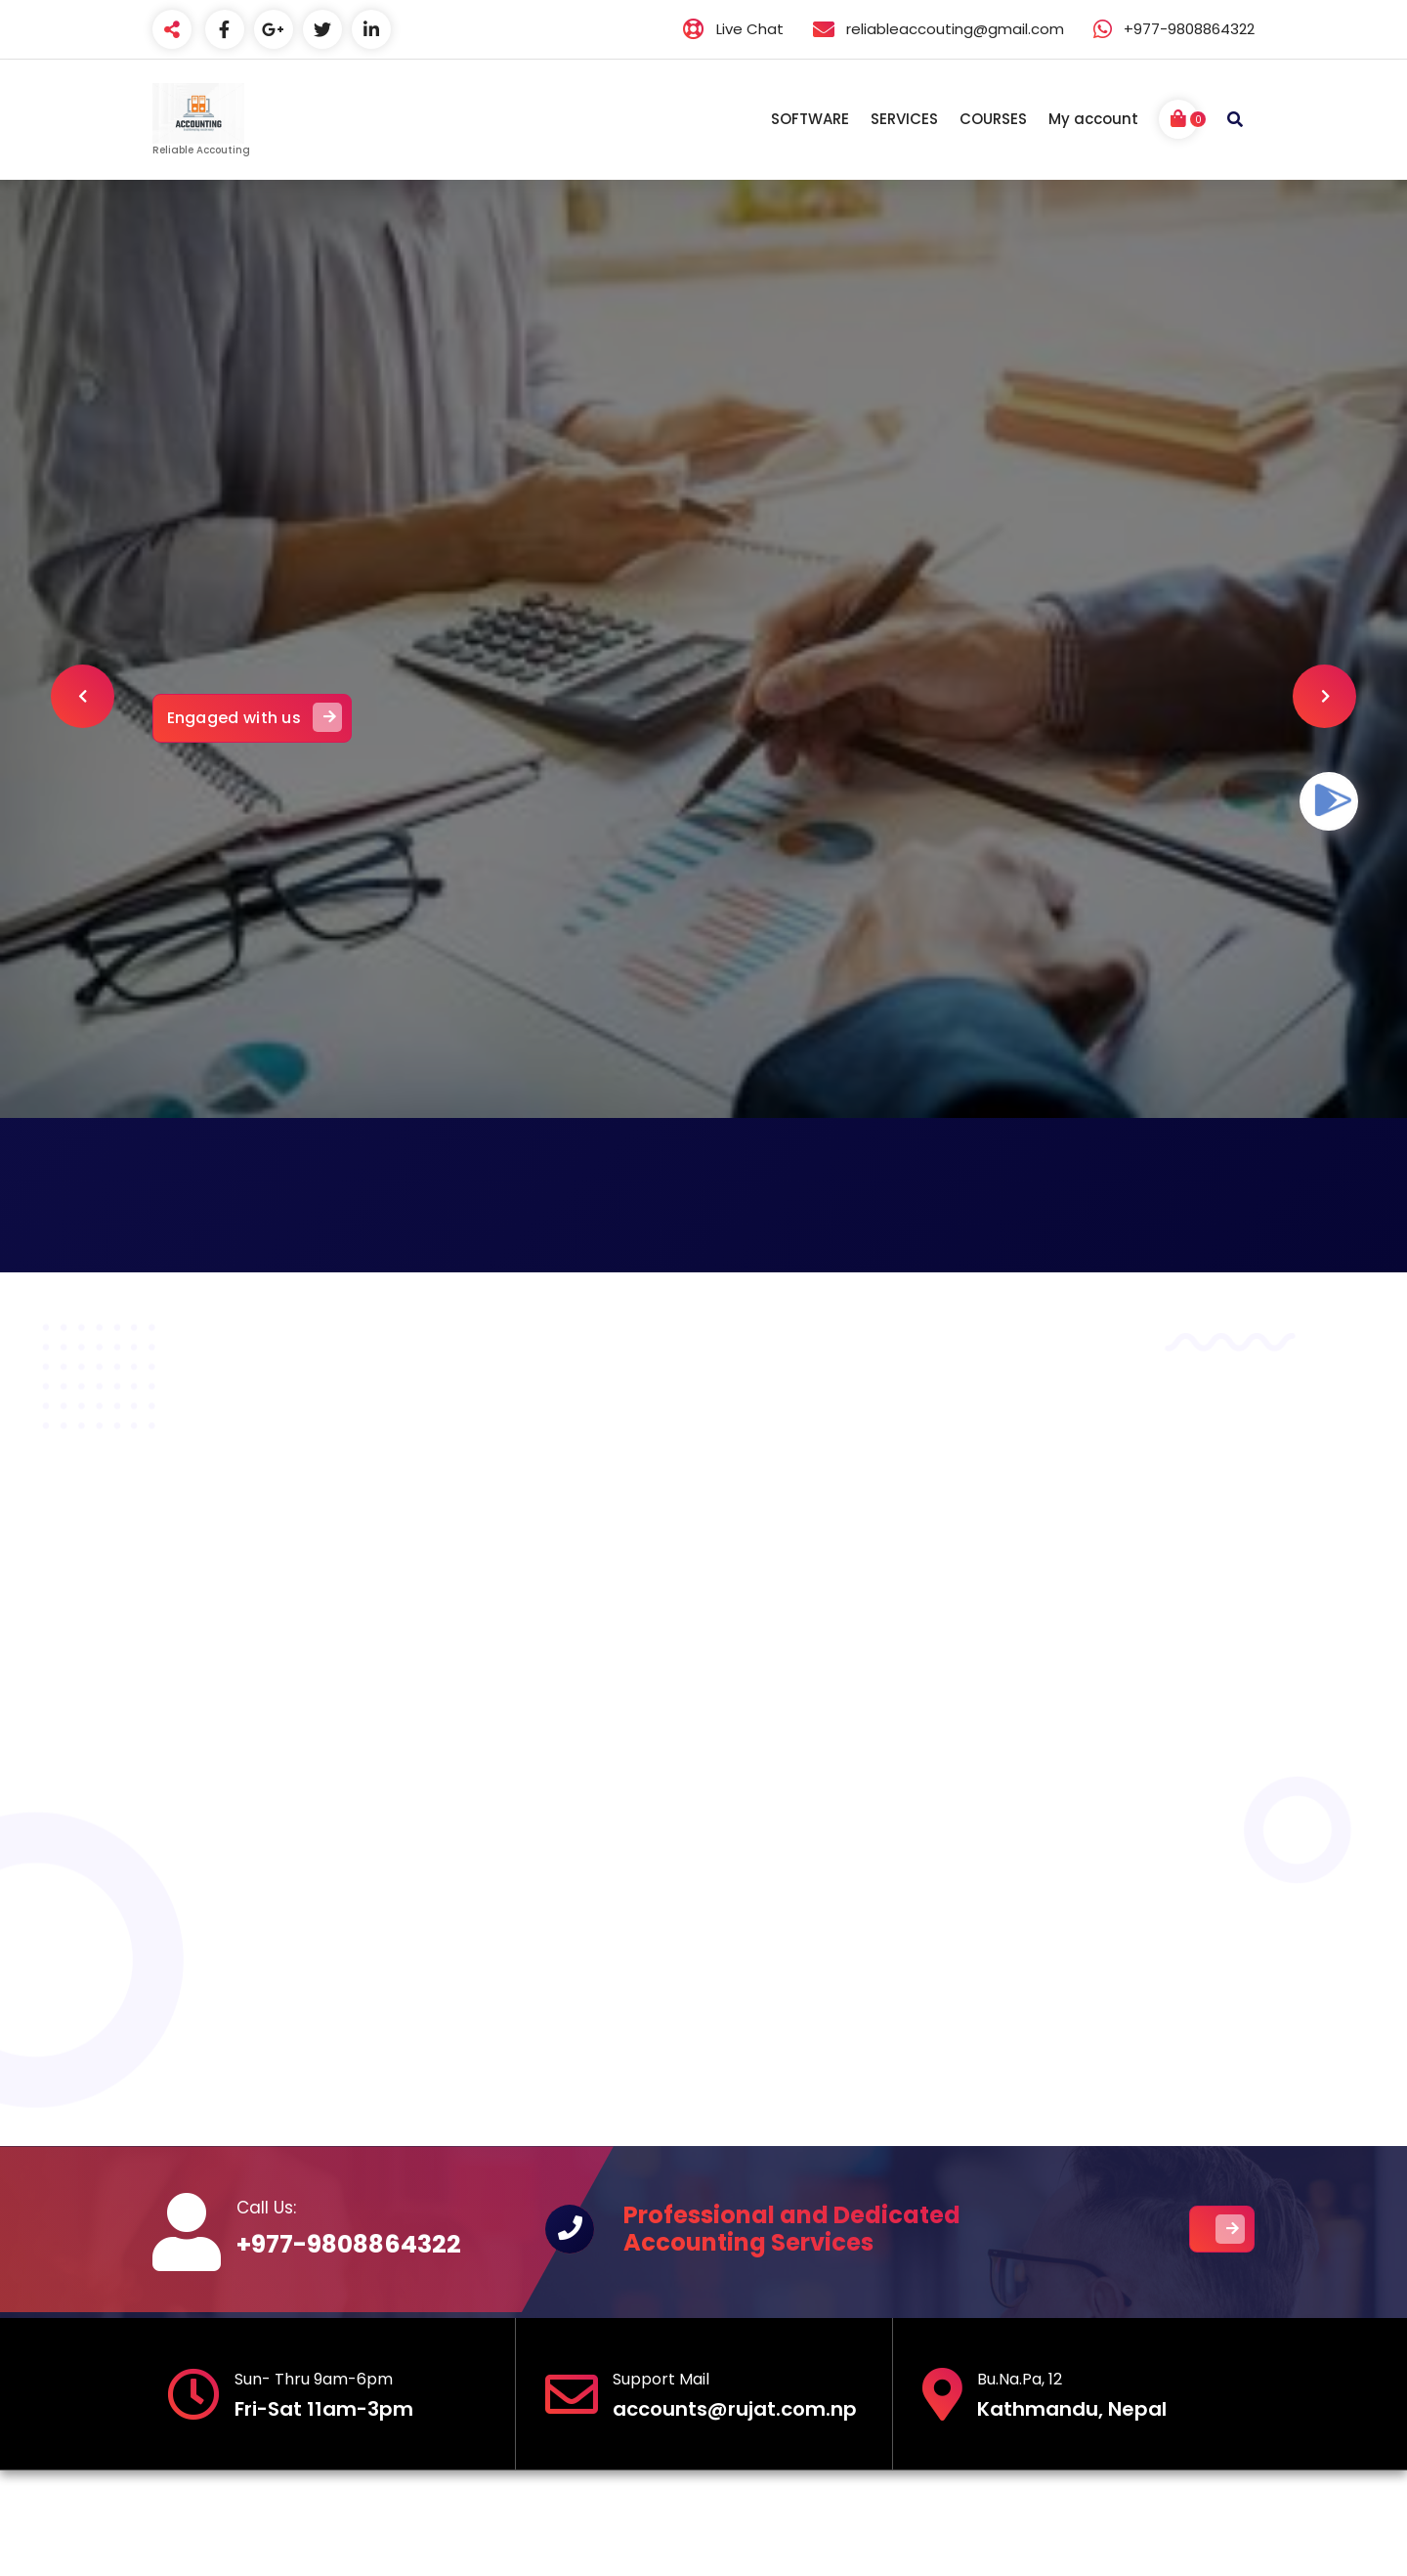 Live Chat
reliableaccouting@gmail.com
+977-9808864322
ACCOUNTING
Reliable Accouting
SOFTWARE
SERVICES
COURSES
My account
0
Engaged with us
Call Us:
+977-9808864322
Professional and Dedicated
Accounting Services
Sun- Thru 9am-6pm
Fri-Sat 11am-3pm
Support Mail
accounts@rujat.com.np
Bu.Na.Pa, 12
Kathmandu, Nepal